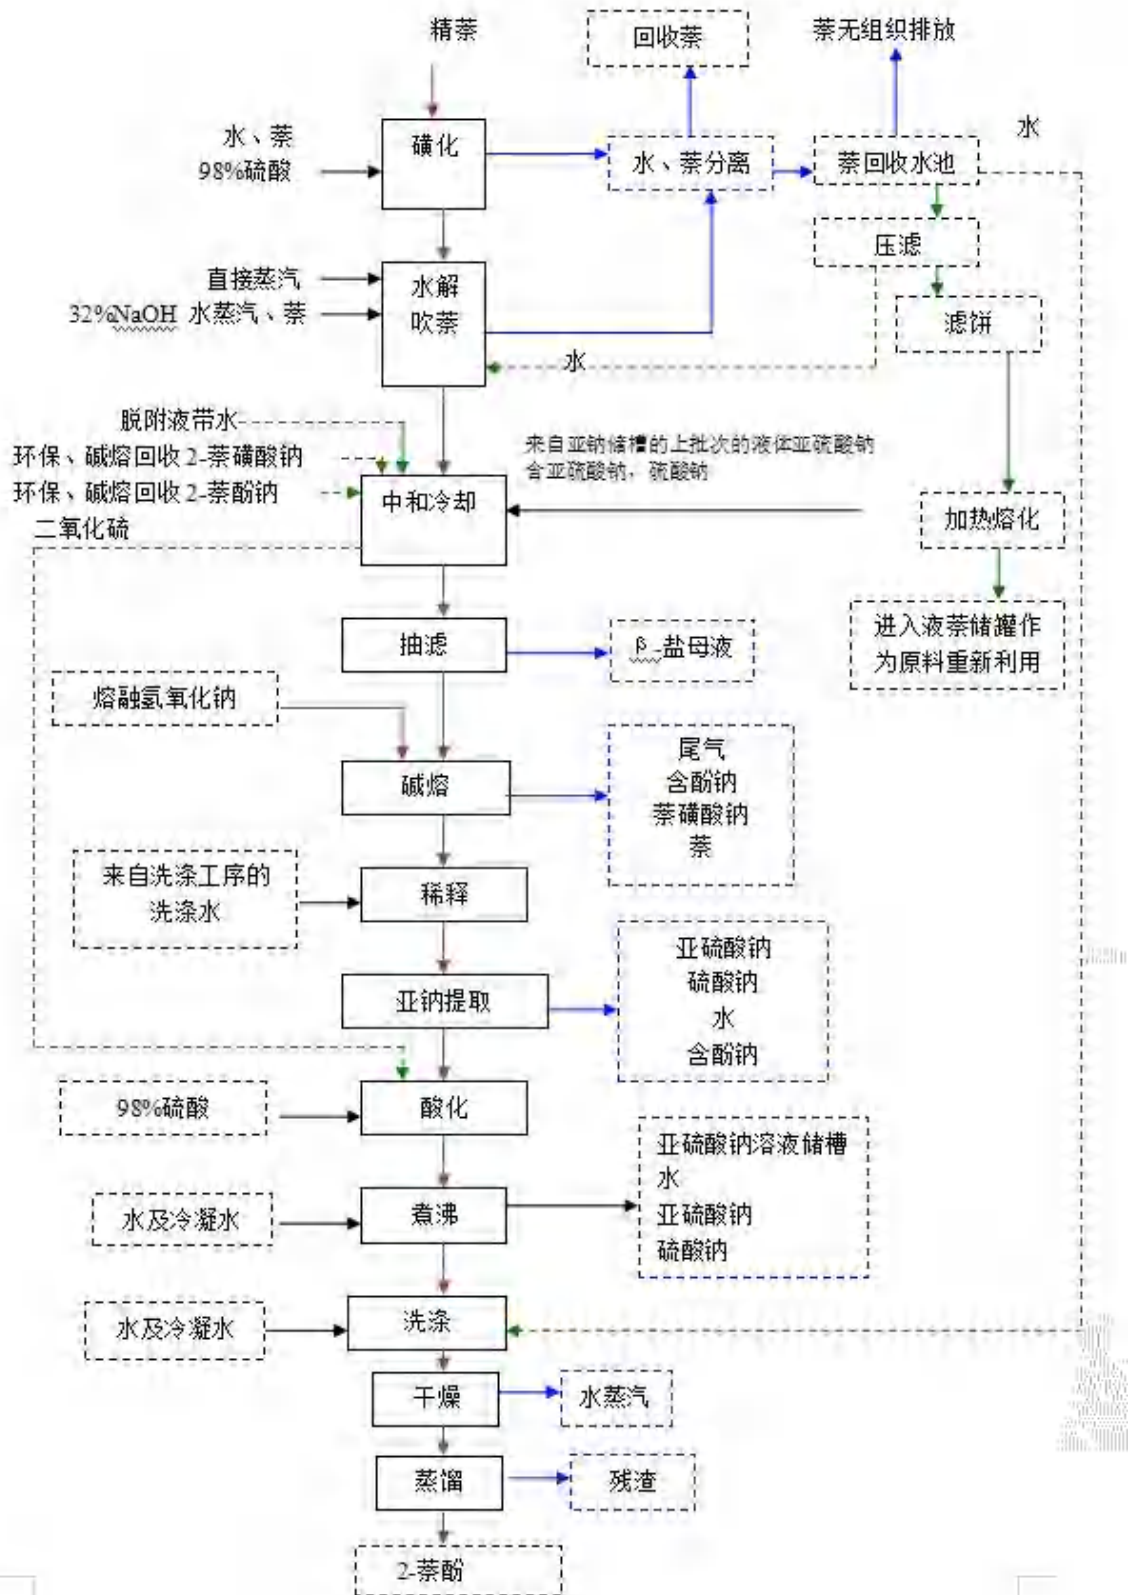 精萘
回收萘
萘无组织排放
水
水、萘
98%硫酸
磺化
水、萘分离
萘回收水池
压滤
直接蒸汽
32%NaOH 水蒸汽、萘
水解
吹萘
滤饼
水
脱附液带水
环保、碱熔回收2-萘磺酸钠
环保、碱熔回收2-萘酚钠
二氧化硫
来自亚钠储槽的上批次的液体亚硫酸钠
含亚硫酸钠，硫酸钠
中和冷却
加热熔化
抽滤
β-盐母液
进入液萘储罐作
为原料重新利用
熔融氢氧化钠
碱熔
尾气
含酚钠
萘磺酸钠
萘
来自洗涤工序的
洗涤水
稀释
亚钠提取
亚硫酸钠
硫酸钠
水
含酚钠
98%硫酸
酸化
水及冷凝水
煮沸
亚硫酸钠溶液储槽
水
亚硫酸钠
硫酸钠
水及冷凝水
洗涤
干燥
水蒸汽
蒸馏
残渣
2-萘酚